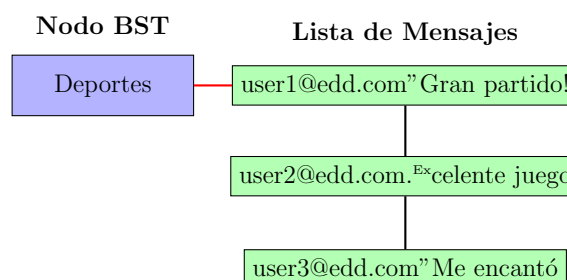 Nodo BST
Lista de Mensajes
Deportes
user1@edd.com”Gran partido!
user2@edd.com.Excelente juego
user3@edd.com”Me encantó